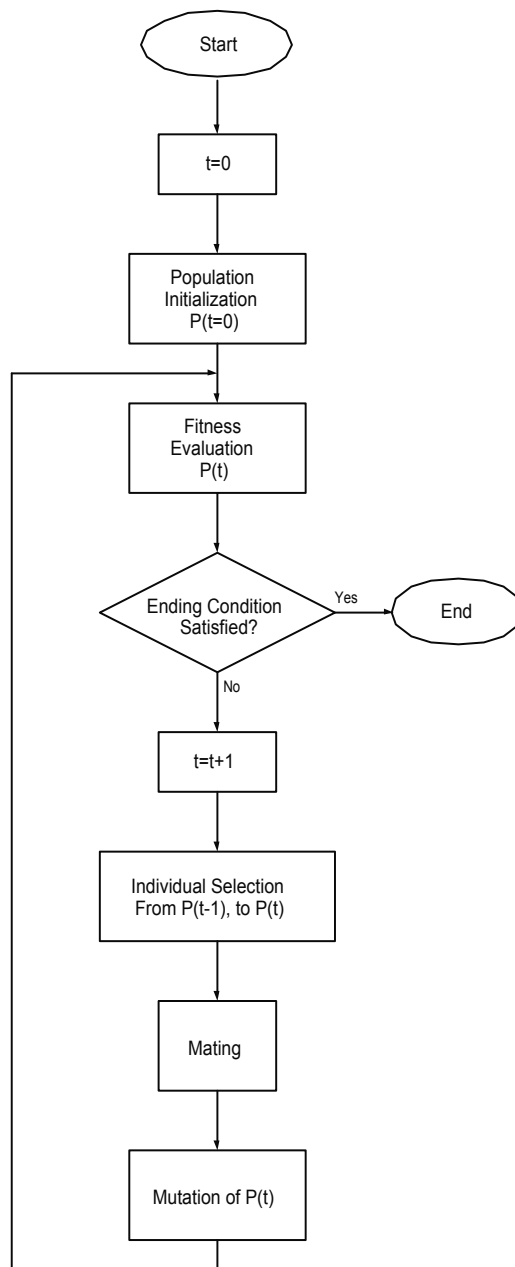 Start
t=0
Population
Initialization
P(t=0)
Fitness
Evaluation
P(t)
Ending Condition
Satisfied?
Yes
End
No
t=t+1
Individual Selection
From P(t-1), to P(t)
Mating
Mutation of P(t)